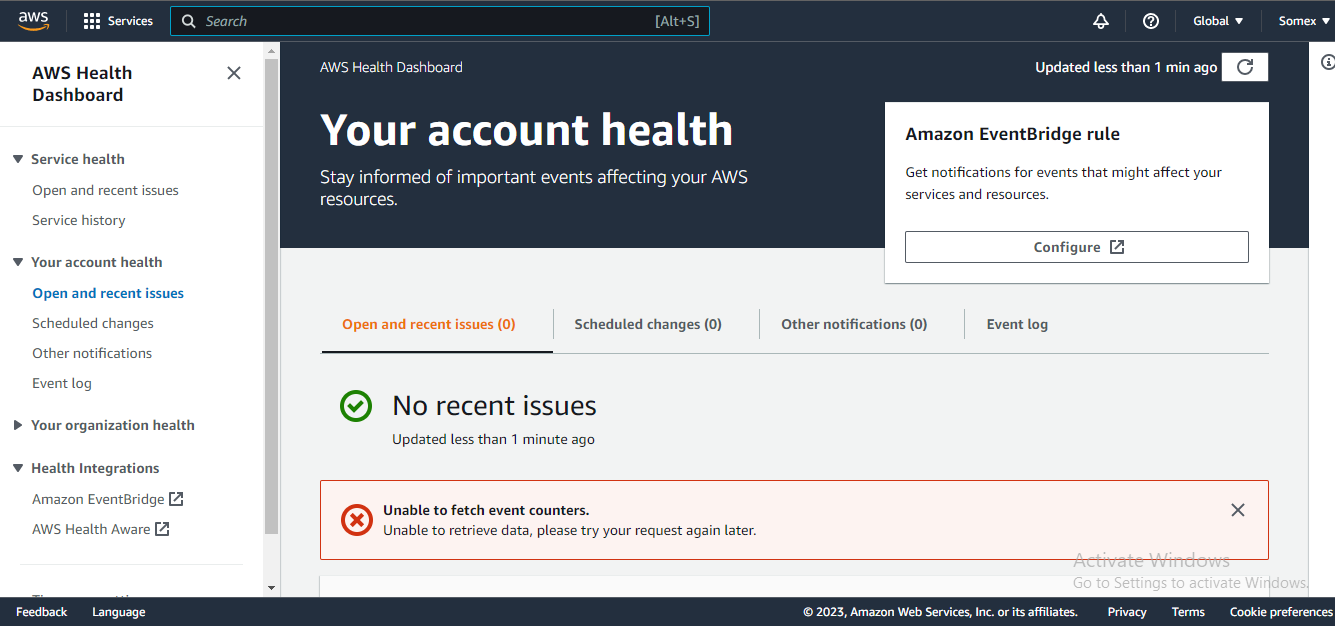 aws
Services
Search
[Alt+S]
Global
Somex
AWS Health
Dashboard
Service health
Open and recent issues
Service history
Your account health
Open and recent issues
Scheduled changes
Other notifications
Event log
Your organization health
Health Integrations
Amazon EventBridge
AWS Health Aware
AWS Health Dashboard
Updated less than 1 min ago
Your account health
Stay informed of important events affecting your AWS
resources.
Amazon EventBridge rule
Get notifications for events that might affect your
services and resources.
Configure
Open and recent issues (0)
Scheduled changes (0)
Other notifications (0)
Event log
No recent issues
Updated less than 1 minute ago
Unable to fetch event counters.
Unable to retrieve data, please try your request again later.
Activate Windows
Go to Settings to activate Windows.
Feedback
Language
© 2023, Amazon Web Services, Inc. or its affiliates.
Privacy
Terms
Cookie preferences